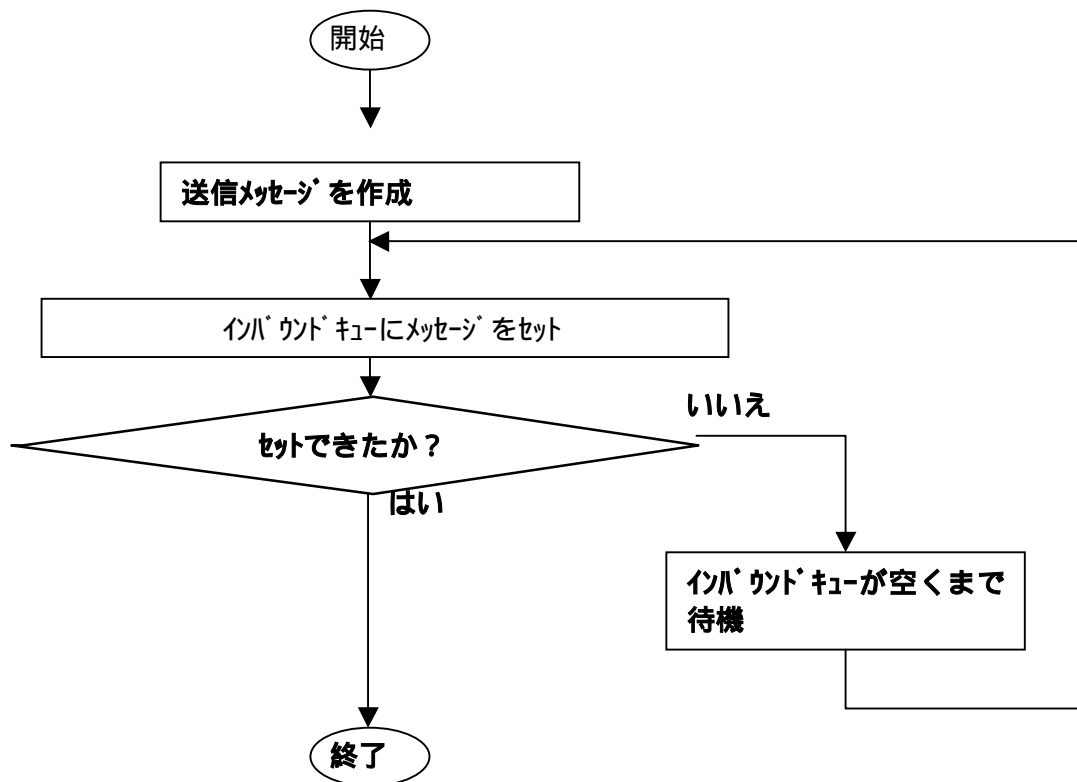 開始
送信ﾒｯｾｰｼﾞを作成
ｲﾝﾊﾞｳﾝﾄﾞｷｭｰにﾒｯｾｰｼﾞをｾｯﾄ
いいえ
ｾｯﾄできたか？
はい
ｲﾝﾊﾞｳﾝﾄﾞｷｭｰが空くまで
待機
終了